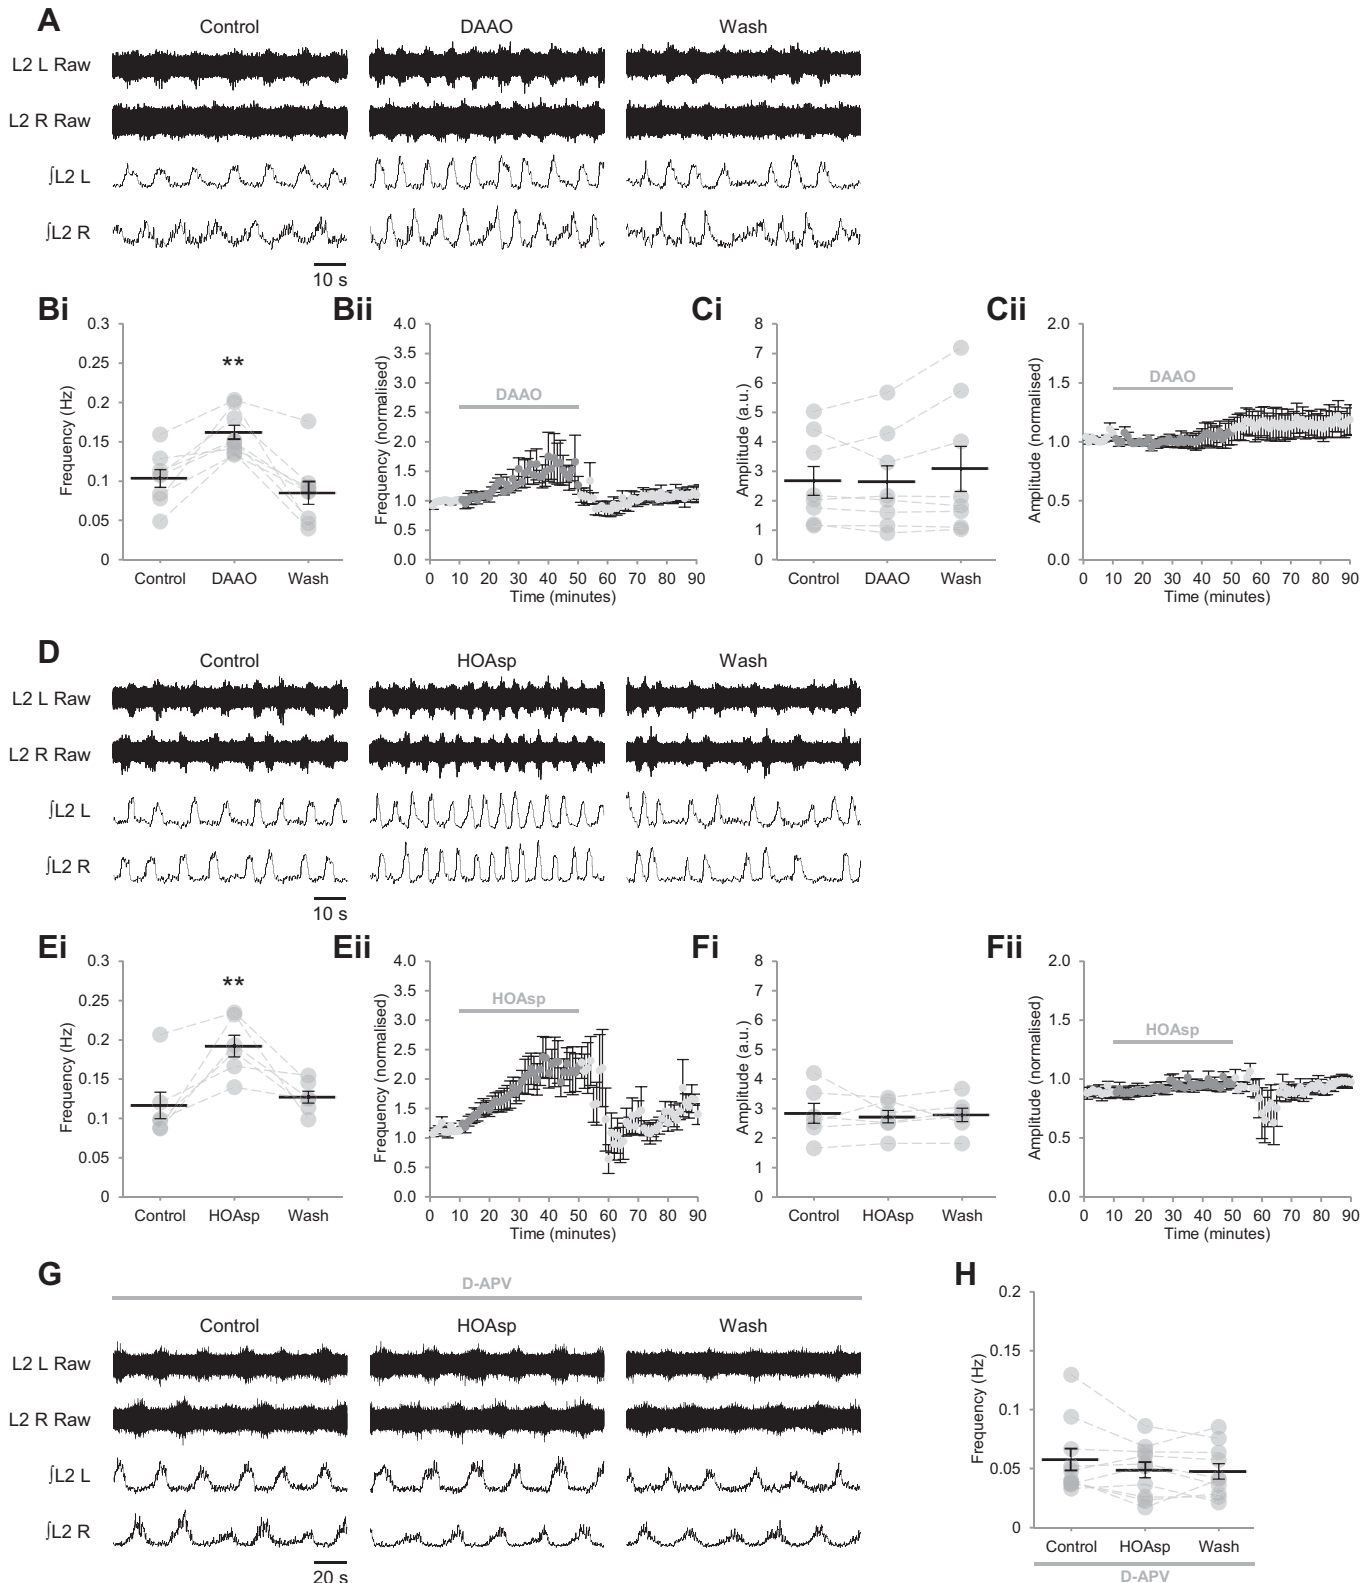 A
Control DAAO Wash
L2 L Raw
L2 R Raw
∫L2 L
∫L2 R
10 s
Bi Bii Ci Cii
Frequency (Hz)
0.3
0.25
0.2
0.15
0.1
0.05
0
**
Control DAAO Wash
Frequency (normalised)
4.0
3.5
3.0
2.5
2.0
1.5
1.0
0.5
0.0
DAAO
0 10 20 30 40 50 60 70 80 90
Time (minutes)
Amplitude (a.u.)
8
7
6
5
4
3
2
1
0
Control DAAO Wash
Amplitude (normalised)
2.0
1.5
1.0
0.5
0.0
DAAO
0 10 20 30 40 50 60 70 80 90
Time (minutes)
D
Control HOAsp Wash
L2 L Raw
L2 R Raw
∫L2 L
∫L2 R
10 s
Ei Eii Fi Fii
Frequency (Hz)
0.3
0.25
0.2
0.15
0.1
0.05
0
**
Control HOAsp Wash
Frequency (normalised)
4.0
3.5
3.0
2.5
2.0
1.5
1.0
0.5
0.0
HOAsp
0 10 20 30 40 50 60 70 80 90
Time (minutes)
Amplitude (a.u.)
8
7
6
5
4
3
2
1
0
Control HOAsp Wash
Amplitude (normalised)
2.0
1.5
1.0
0.5
0.0
HOAsp
0 10 20 30 40 50 60 70 80 90
Time (minutes)
G
D-APV
Control HOAsp Wash
L2 L Raw
L2 R Raw
∫L2 L
∫L2 R
20 s
H
Frequency (Hz)
0.2
0.15
0.1
0.05
0
Control HOAsp Wash
D-APV